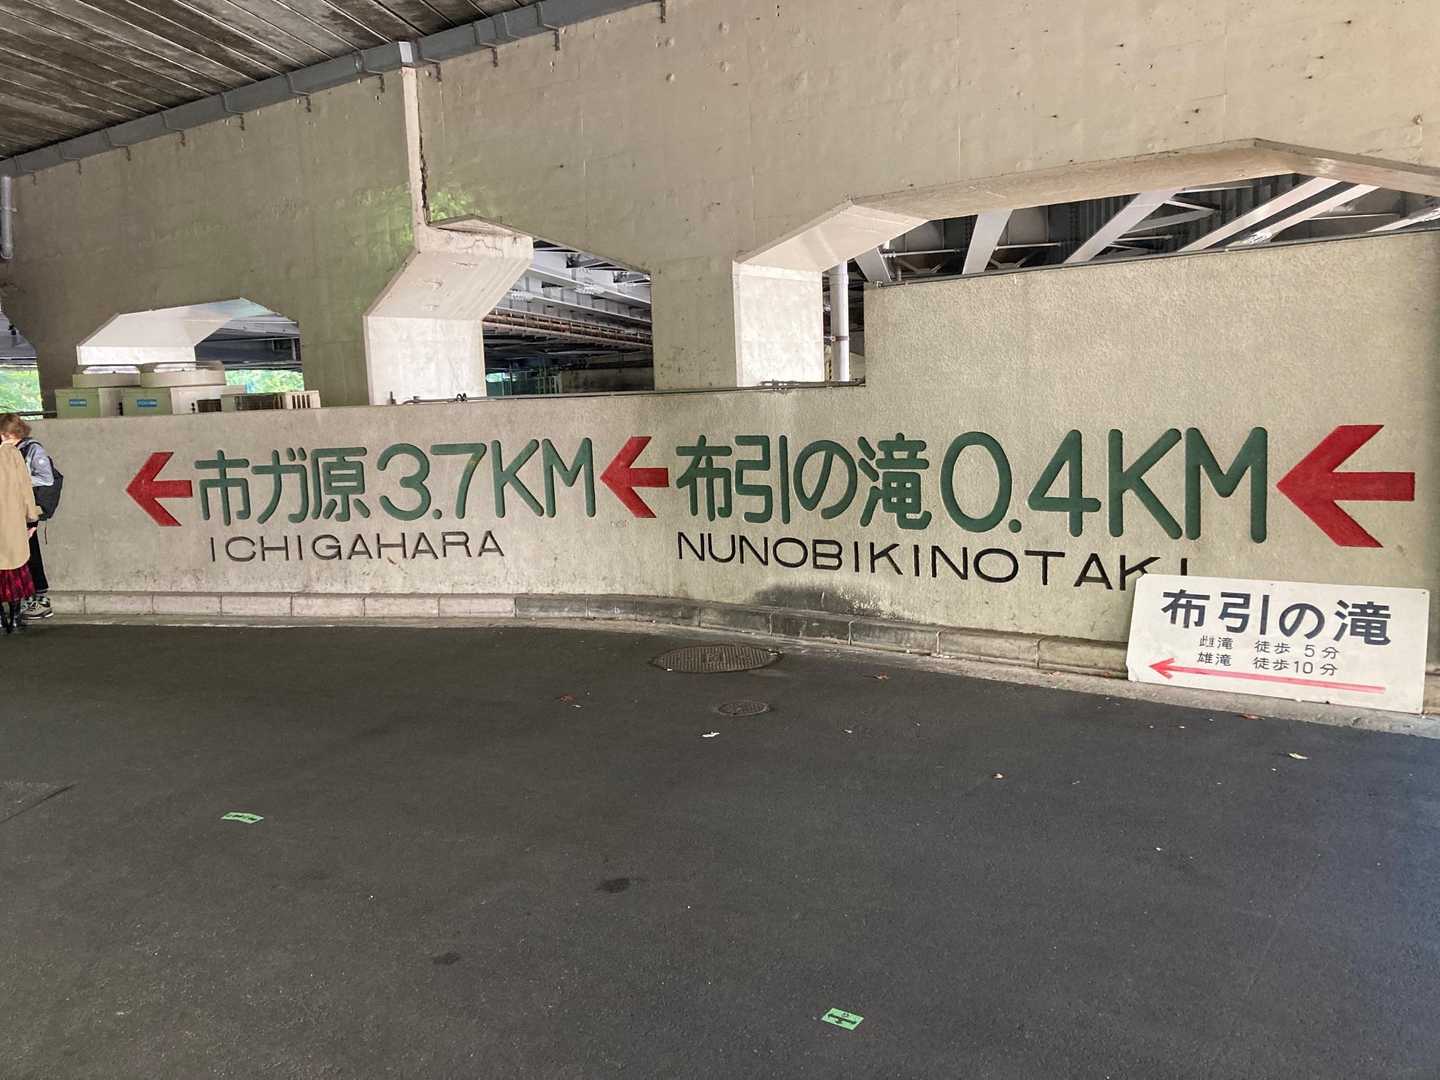 市ガ原 3.7KM
ICHIGAHARA
布引の滝 0.4KM
NUNOBIKINOTAKI
布引の滝
雌滝 徒歩 5分
雄滝 徒歩10分